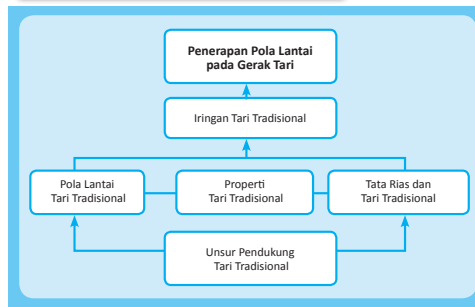 Penerapan Pola Lantai
pada Gerak Tari
Iringan Tari Tradisional
Pola Lantai
Tari Tradisional
Properti
Tari Tradisional
Tata Rias dan
Tari Tradisional
Unsur Pendukung
Tari Tradisional